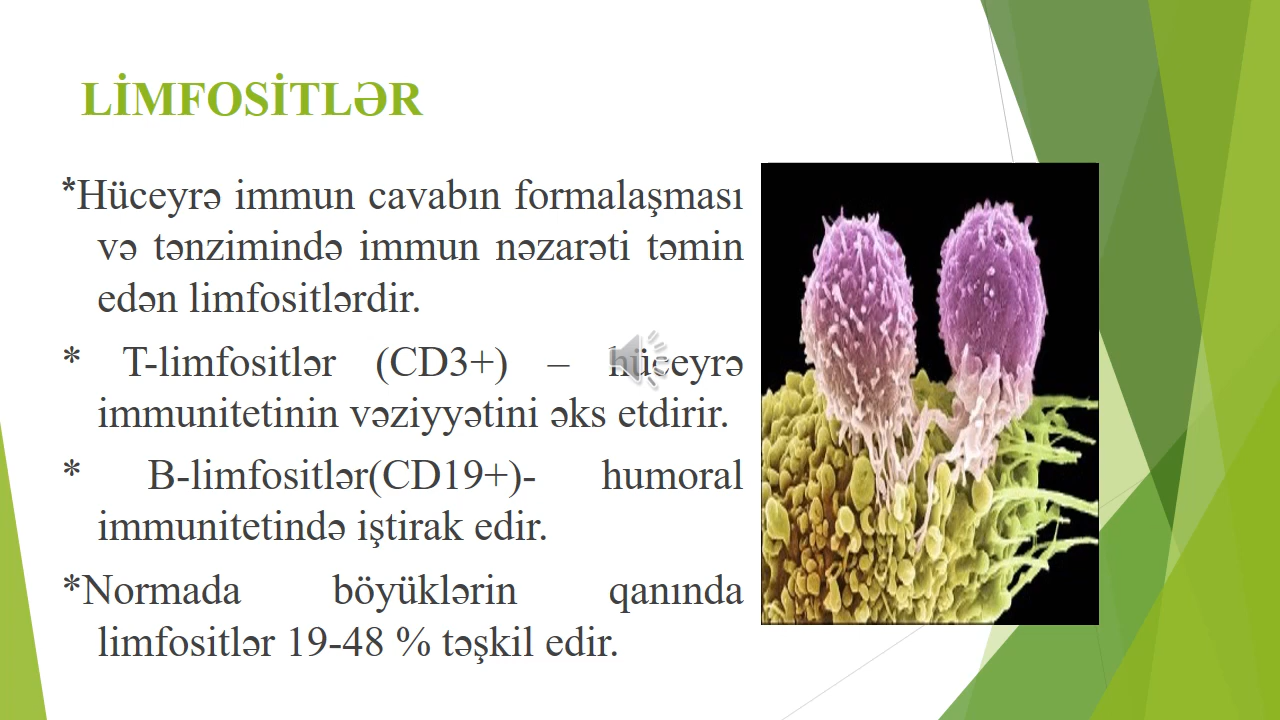 LİMFOSİTLƏR
*Hüceyrə immun cavabın formalaşması
və tənzimində immun nəzarəti təmin
edən limfositlərdir.
* T-limfositlər (CD3+) – hüceyrə
immunitetinin vəziyyətini əks etdirir.
* B-limfositlər(CD19+)- humoral
immunitetində iştirak edir.
*Normada böyüklərin qanında
limfositlər 19-48 % təşkil edir.